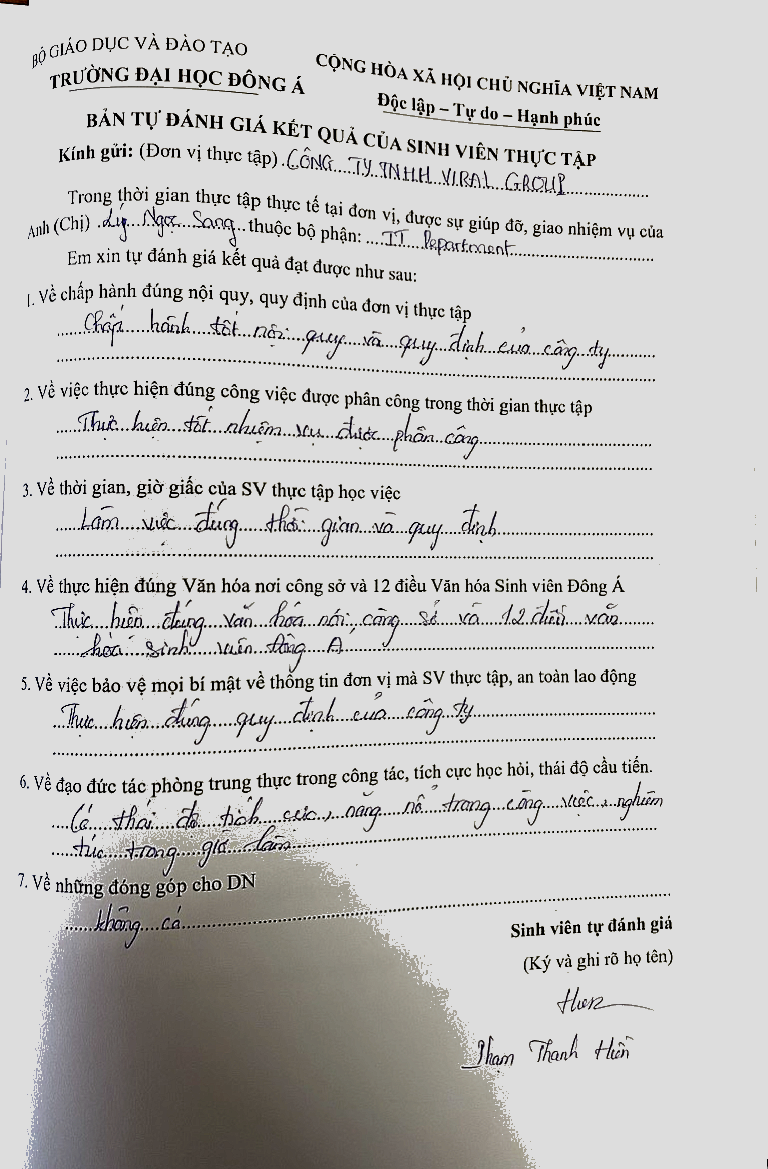 BỘ GIÁO DỤC VÀ ĐÀO TẠO
TRƯỜNG ĐẠI HỌC ĐÔNG Á
CỘNG HÒA XÃ HỘI CHỦ NGHĨA VIỆT NAM
Độc lập – Tự do – Hạnh phúc
BẢN TỰ ĐÁNH GIÁ KẾT QUẢ CỦA SINH VIÊN THỰC TẬP
Kính gửi: (Đơn vị thực tập) CÔNG TY TNHH VIRAL GROUP
Trong thời gian thực tập thực tế tại đơn vị, được sự giúp đỡ, giao nhiệm vụ của
Anh (Chị) Lý Ngọc Sang thuộc bộ phận: IT Department
Em xin tự đánh giá kết quả đạt được như sau:
1. Về chấp hành đúng nội quy, quy định của đơn vị thực tập
Chấp hành tốt nội quy và quy định của công ty
2. Về việc thực hiện đúng công việc được phân công trong thời gian thực tập
Thực hiện tốt nhiệm vụ được phân công
3. Về thời gian, giờ giấc của SV thực tập học việc
Làm việc đúng thời gian và quy định
4. Về thực hiện đúng Văn hóa nơi công sở và 12 điều Văn hóa Sinh viên Đông Á
Thực hiện đúng văn hóa nơi công sở và 12 điều văn
hóa sinh viên Đông Á
5. Về việc bảo vệ mọi bí mật về thông tin đơn vị mà SV thực tập, an toàn lao động
Thực hiện đúng quy định của công ty
6. Về đạo đức tác phòng trung thực trong công tác, tích cực học hỏi, thái độ cầu tiến.
Có thái độ tích cực, năng nổ trong công việc, nghiêm
túc trong giờ làm
7. Về những đóng góp cho DN
không có
Sinh viên tự đánh giá
(Ký và ghi rõ họ tên)
Hiền
Phạm Thanh Hiền